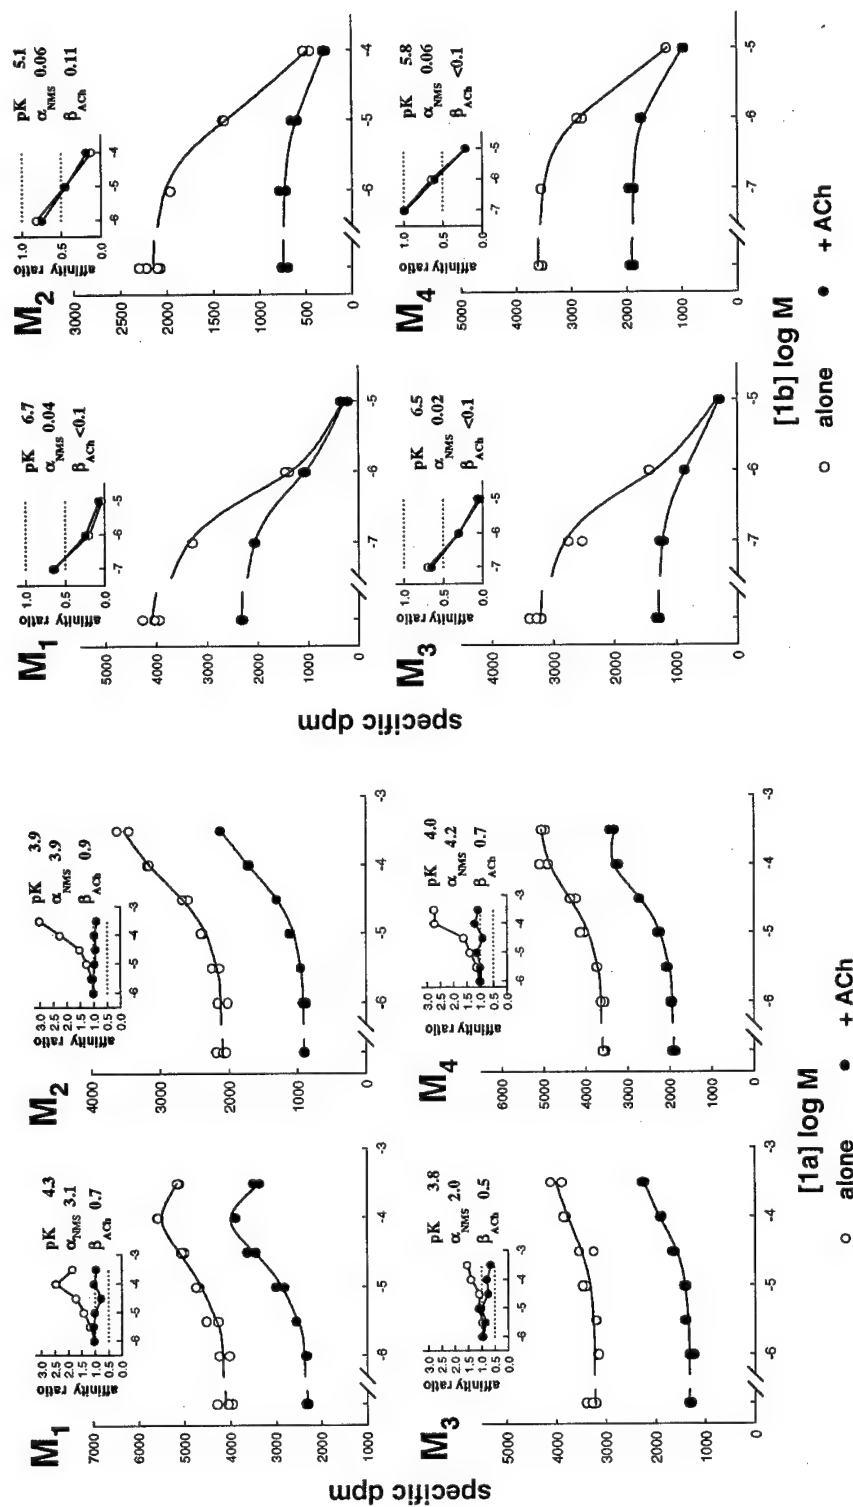 M1
pK 4.3
αNMS 3.1
βACh 0.7
affinity ratio
2.5
2.0
1.5
1.0
0.5
0.0
-6 -5 -4 -3
7000
6000
5000
4000
3000
2000
1000
0
-6 -5 -4 -3
M2
pK 3.9
αNMS 3.9
βACh 0.9
affinity ratio
3.0
2.5
2.0
1.5
1.0
0.5
0.0
-6 -5 -4 -3
4000
3000
2000
1000
0
-6 -5 -4 -3
specific dpm
M3
pK 3.8
αNMS 2.0
βACh 0.5
affinity ratio
2.0
1.5
1.0
0.5
0.0
-6 -5 -4 -3
5000
4000
3000
2000
1000
0
-6 -5 -4 -3
M4
pK 4.0
αNMS 4.2
βACh 0.7
affinity ratio
3.0
2.5
2.0
1.5
1.0
0.5
0.0
-6 -5 -4 -3
6000
5000
4000
3000
2000
1000
0
-6 -5 -4 -3
[1a] log M
alone + ACh
M1
pK 6.7
αNMS 0.04
βACh <0.1
affinity ratio
1.0
0.5
0.0
-7 -6 -5
5000
4000
3000
2000
1000
0
-7 -6 -5
M2
pK 5.1
αNMS 0.06
βACh 0.11
affinity ratio
1.0
0.5
0.0
-6 -5 -4
3000
2500
2000
1500
1000
500
0
-6 -5 -4
specific dpm
M3
pK 6.5
αNMS 0.02
βACh <0.1
affinity ratio
1.0
0.5
0.0
-7 -6 -5
4000
3000
2000
1000
0
-7 -6 -5
M4
pK 5.8
αNMS 0.06
βACh <0.1
affinity ratio
1.0
0.5
0.0
-7 -6 -5
5000
4000
3000
2000
1000
0
-7 -6 -5
[1b] log M
alone + ACh